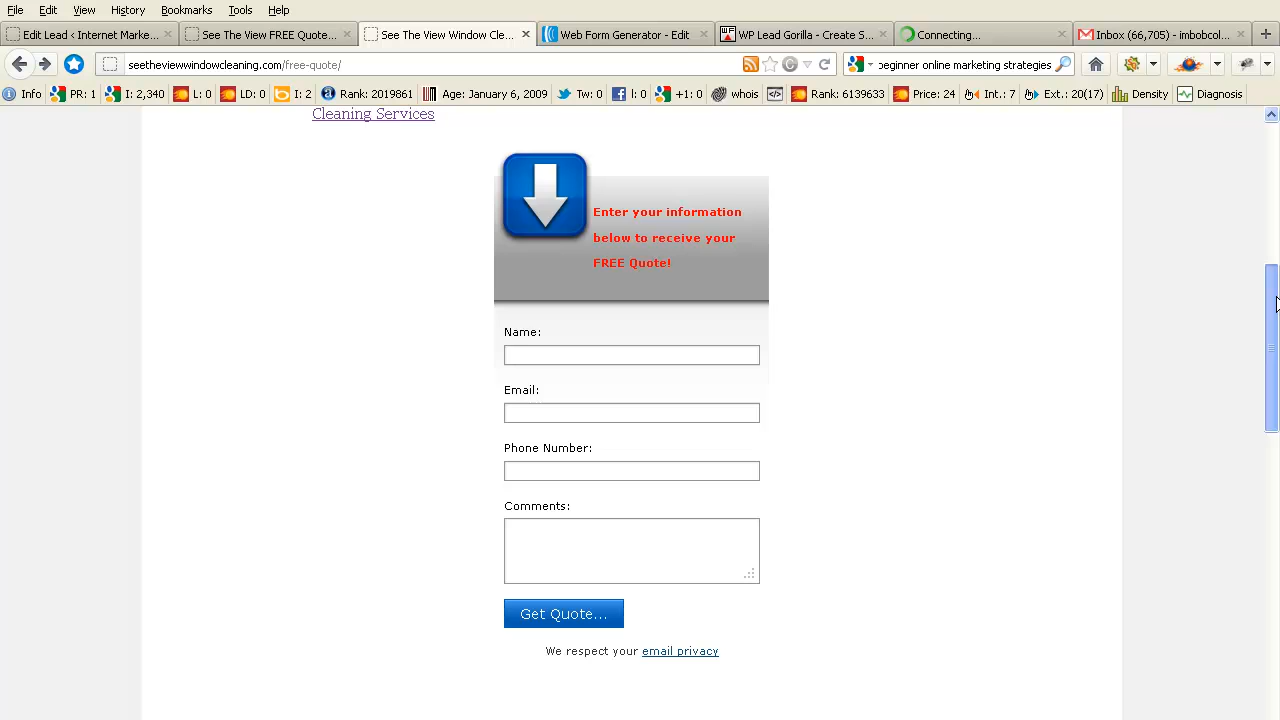 File Edit View History Bookmarks Tools Help
Edit Lead < Internet Marke... × See The View FREE Quote... × See The View Window Cle... × Web Form Generator - Edit × WP Lead Gorilla - Create S... × Connecting... × Inbox (66,705) - imbobcol... × +
seetheviewwindowcleaning.com/free-quote/ beginner online marketing strategies
Info PR: 1 I: 2,340 L: 0 LD: 0 I: 2 Rank: 2019861 Age: January 6, 2009 Tw: 0 l: 0 +1: 0 whois Rank: 6139638 Price: 24 Int.: 7 Ext.: 20(17) Density Diagnosis
Cleaning Services
Enter your information
below to receive your
FREE Quote!
Name:
Email:
Phone Number:
Comments:
Get Quote...
We respect your email privacy